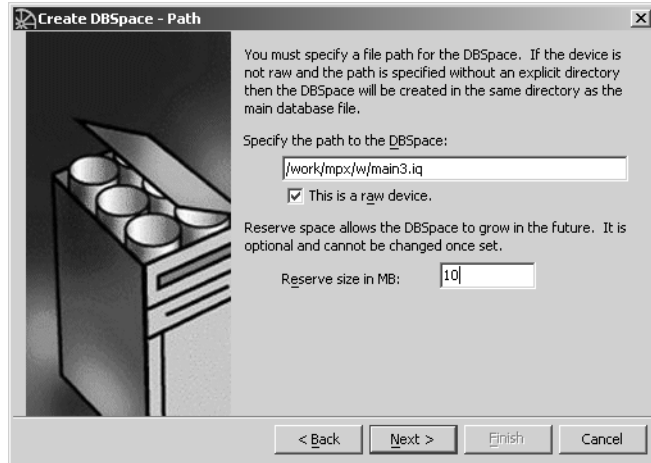 Create DBSpace - Path
You must specify a file path for the DBSpace. If the device is
not raw and the path is specified without an explicit directory
then the DBSpace will be created in the same directory as the
main database file.
Specify the path to the DBSpace:
/work/mpx/w/main3.iq
This is a raw device.
Reserve space allows the DBSpace to grow in the future. It is
optional and cannot be changed once set.
Reserve size in MB: 10
< Back Next > Finish Cancel